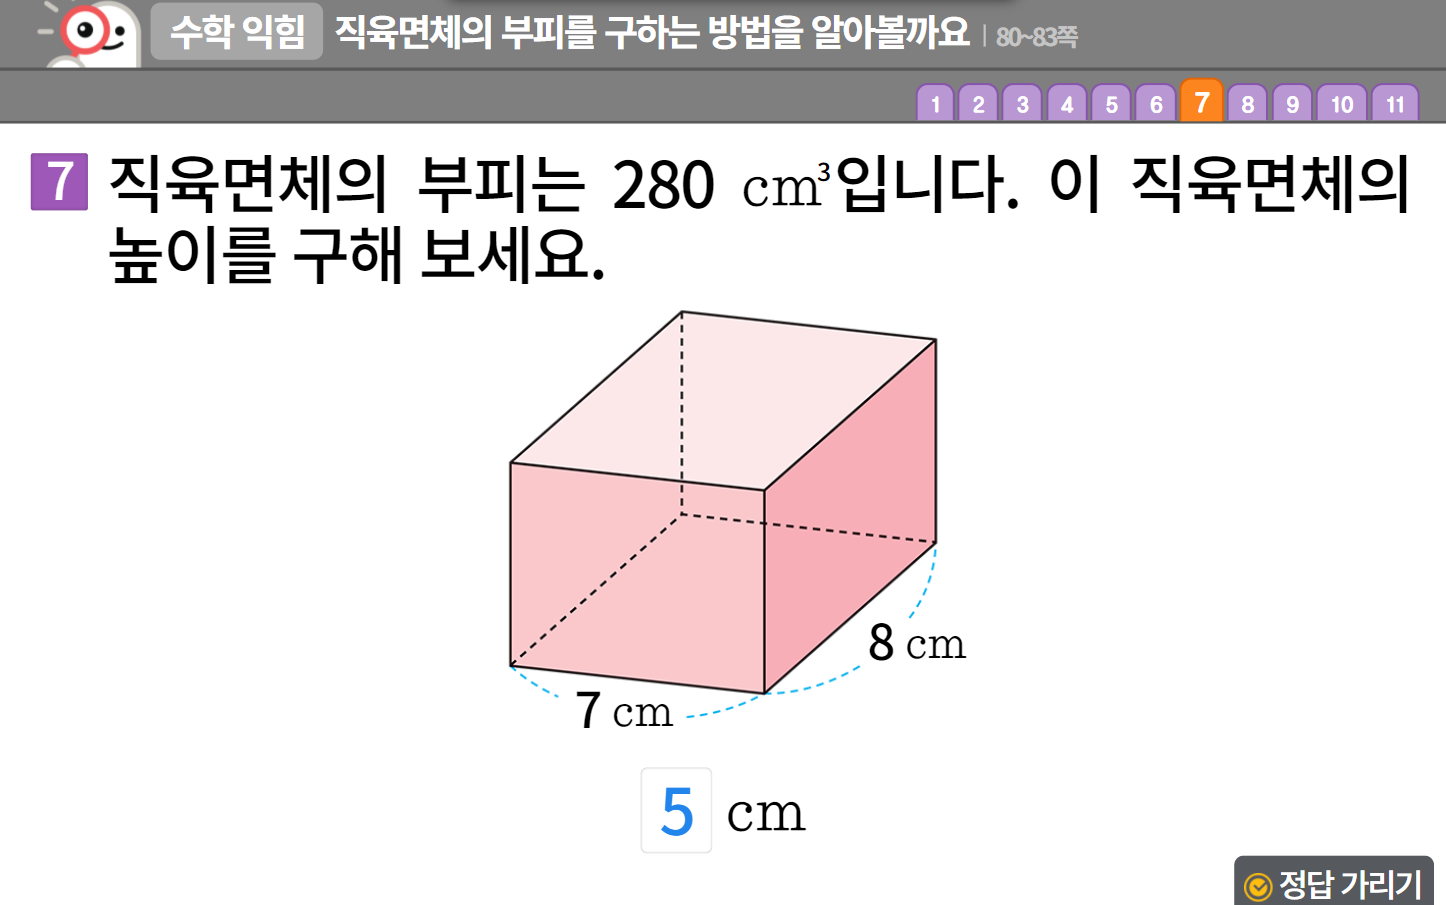 수학 익힘 직육면체의 부피를 구하는 방법을 알아볼까요 | 80~83쪽
1 2 3 4 5 6 7 8 9 10 11
7 직육면체의 부피는 280 cm³입니다. 이 직육면체의
높이를 구해 보세요.
8 cm
7 cm
5 cm
정답 가리기